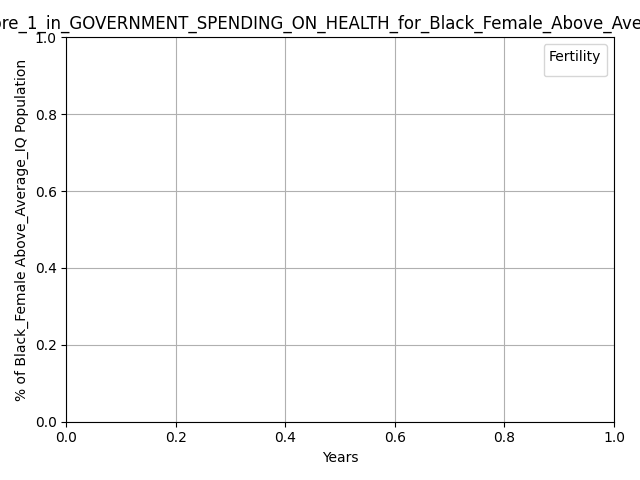 re_1_in_GOVERNMENT_SPENDING_ON_HEALTH_for_Black_Female_Above_Ave
Fertility
% of Black_Female Above_Average_IQ Population
1.0
0.8
0.6
0.4
0.2
0.0
0.0 0.2 0.4 0.6 0.8 1.0
Years